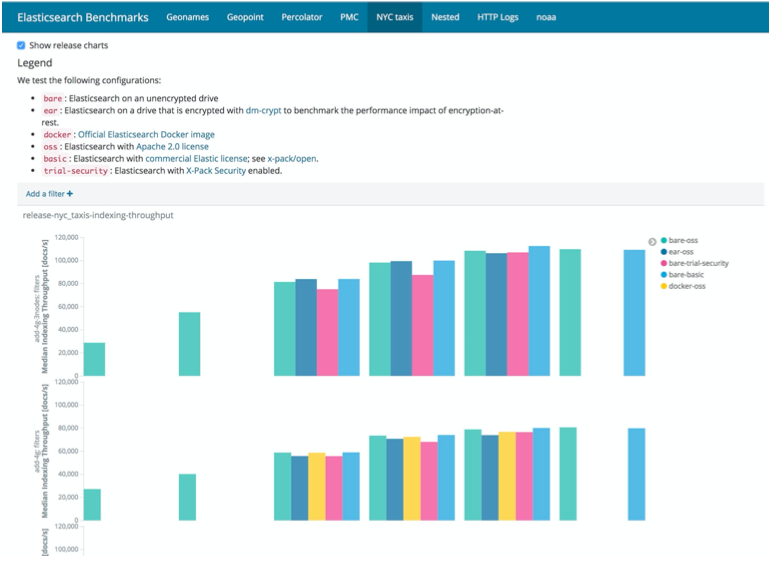 Elasticsearch Benchmarks Geonames Geopoint Percolator PMC NYC taxis Nested HTTP Logs noaa
Show release charts
Legend
We test the following configurations:
• bare : Elasticsearch on an unencrypted drive
• ear : Elasticsearch on a drive that is encrypted with dm-crypt to benchmark the performance impact of encryption-at-
rest.
• docker : Official Elasticsearch Docker image
• oss : Elasticsearch with Apache 2.0 license
• basic : Elasticsearch with commercial Elastic license; see x-pack/open.
• trial-security : Elasticsearch with X-Pack Security enabled.
Add a filter +
release-nyc_taxis-indexing-throughput
add-4g-3nodes: filters
Median Indexing Throughput [docs/s]
120,000
100,000
80,000
60,000
40,000
20,000
0
bare-oss
ear-oss
bare-trial-security
bare-basic
docker-oss
add-4g: filters
Median Indexing Throughput [docs/s]
120,000
100,000
80,000
60,000
40,000
20,000
0
[docs/s]
120,000
100,000